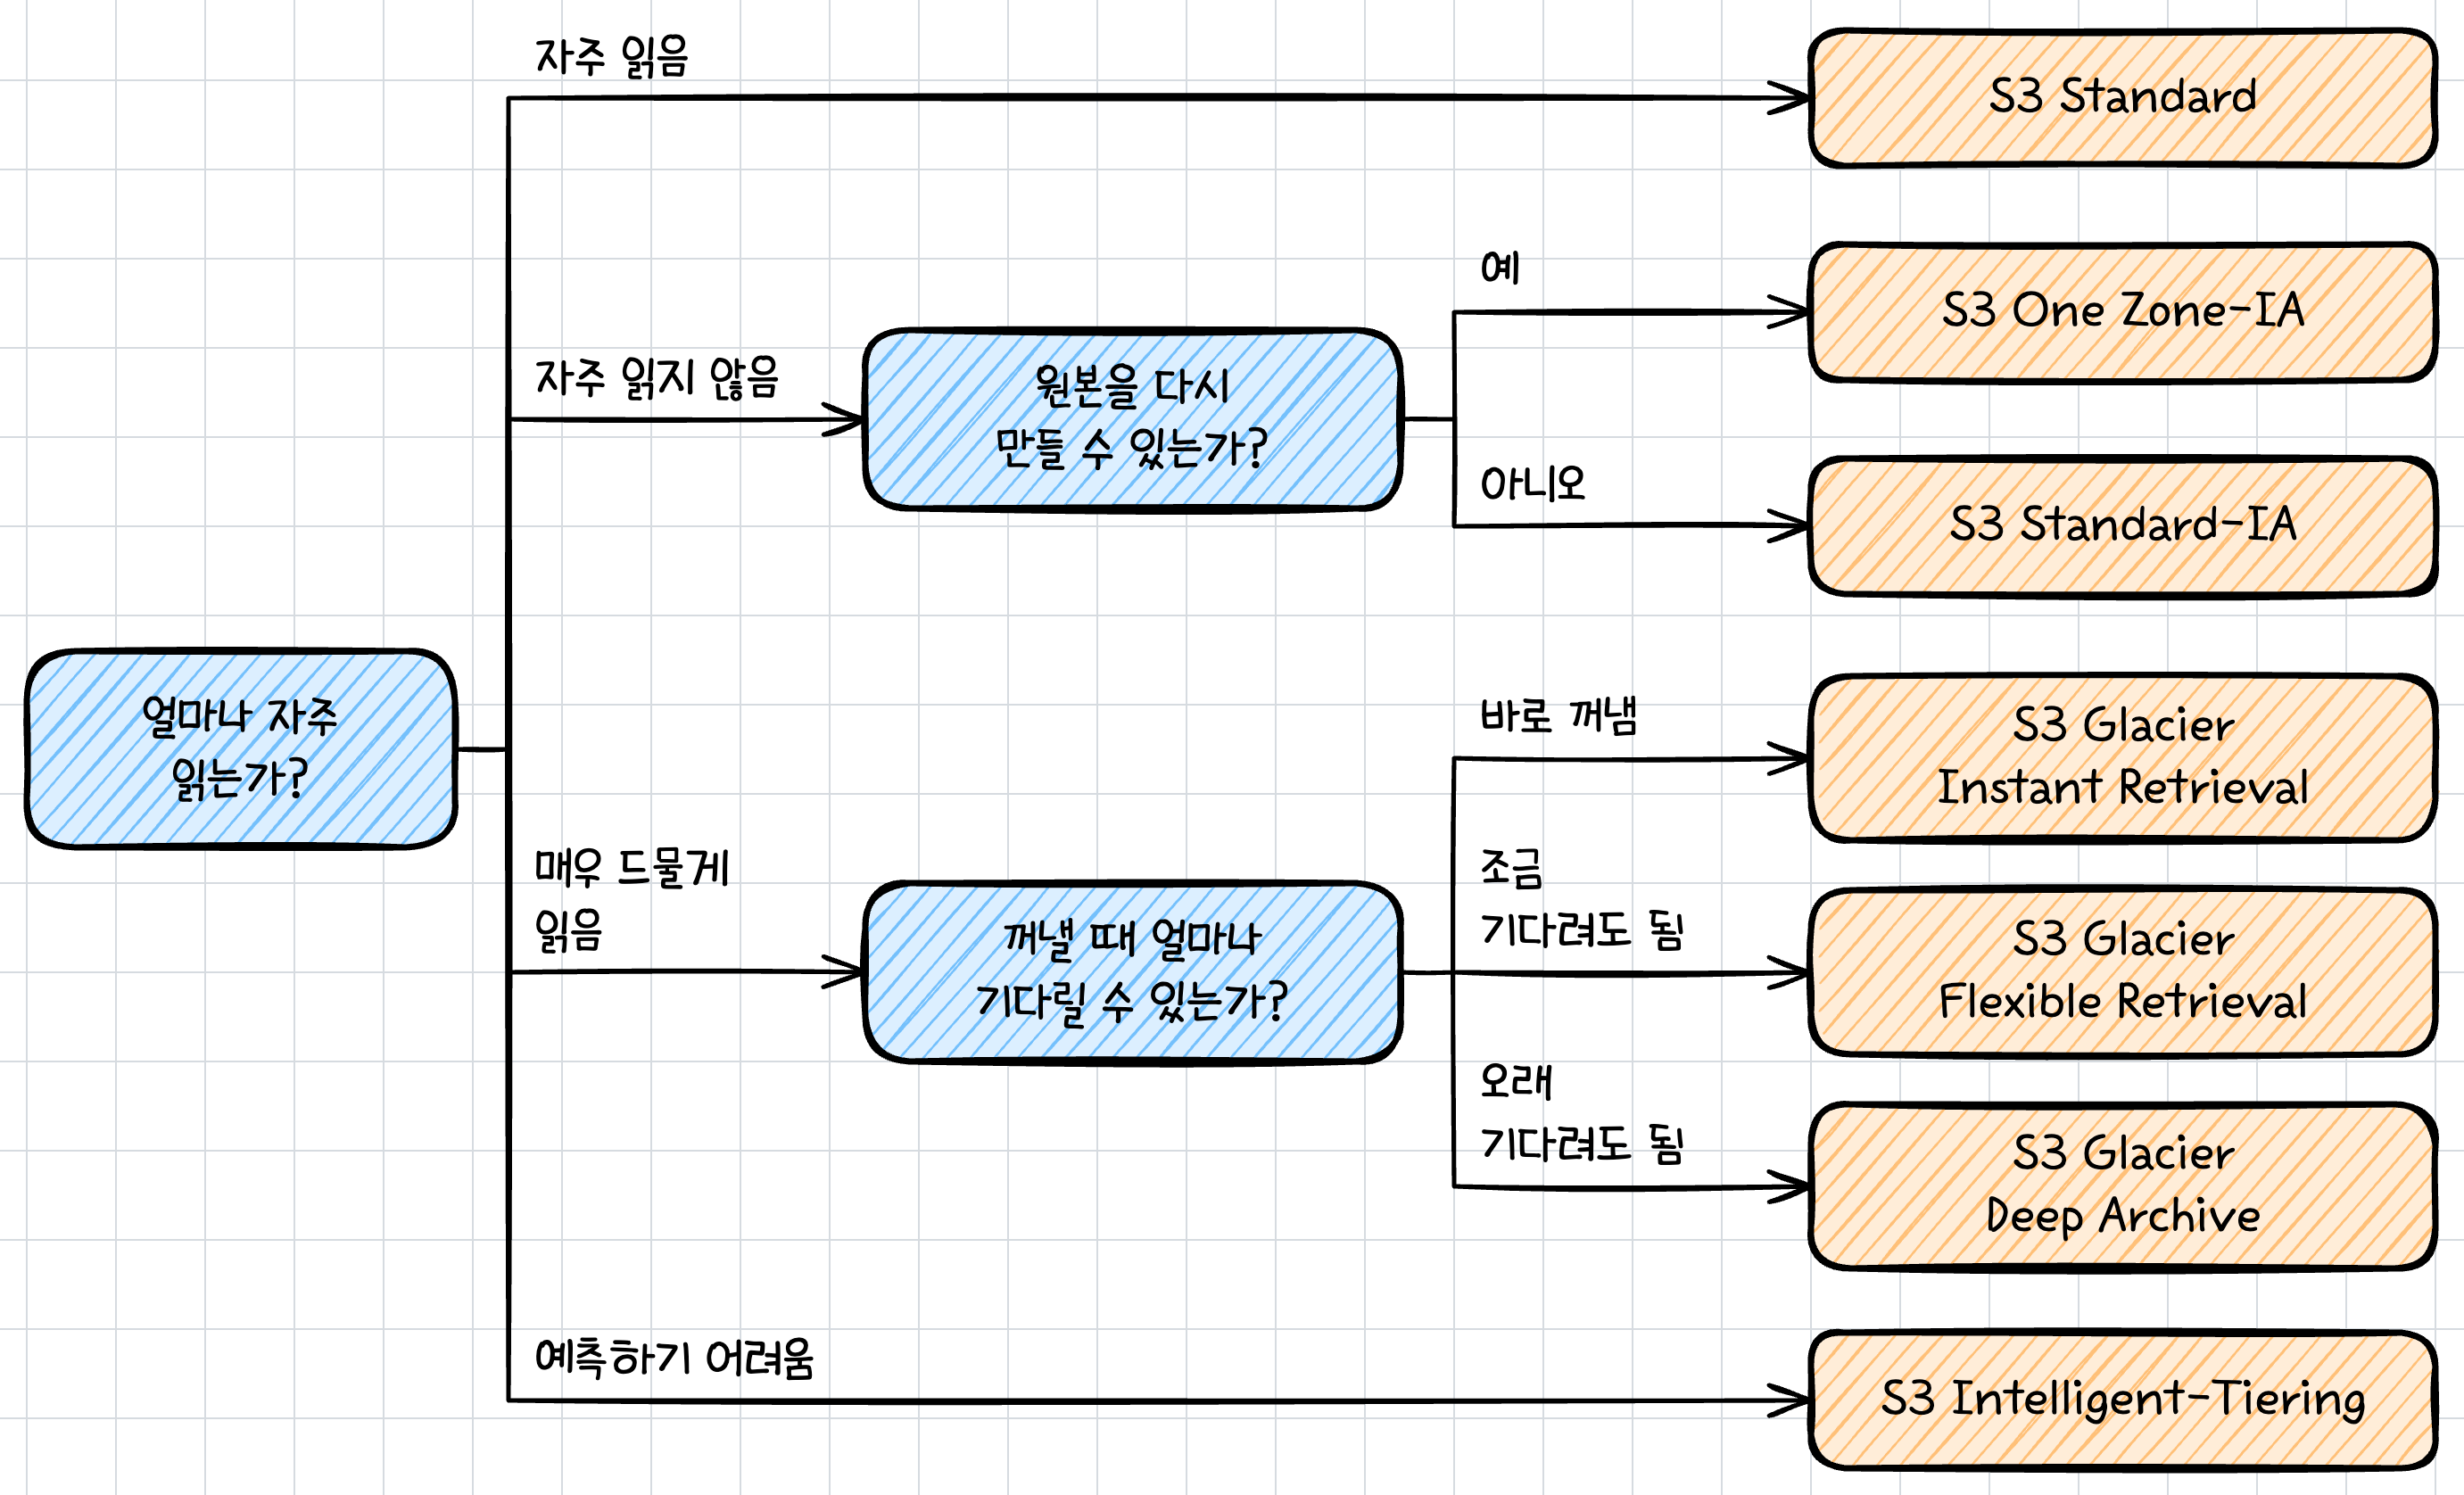 자주 읽음
S3 Standard
예
S3 One Zone-IA
자주 읽지 않음
원본을 다시
만들 수 있는가?
아니오
S3 Standard-IA
얼마나 자주
읽는가?
바로 꺼냄
S3 Glacier
Instant Retrieval
매우 드물게
읽음
꺼낼 때 얼마나
기다릴 수 있는가?
조금
기다려도 됨
S3 Glacier
Flexible Retrieval
오래
기다려도 됨
S3 Glacier
Deep Archive
예측하기 어려움
S3 Intelligent-Tiering